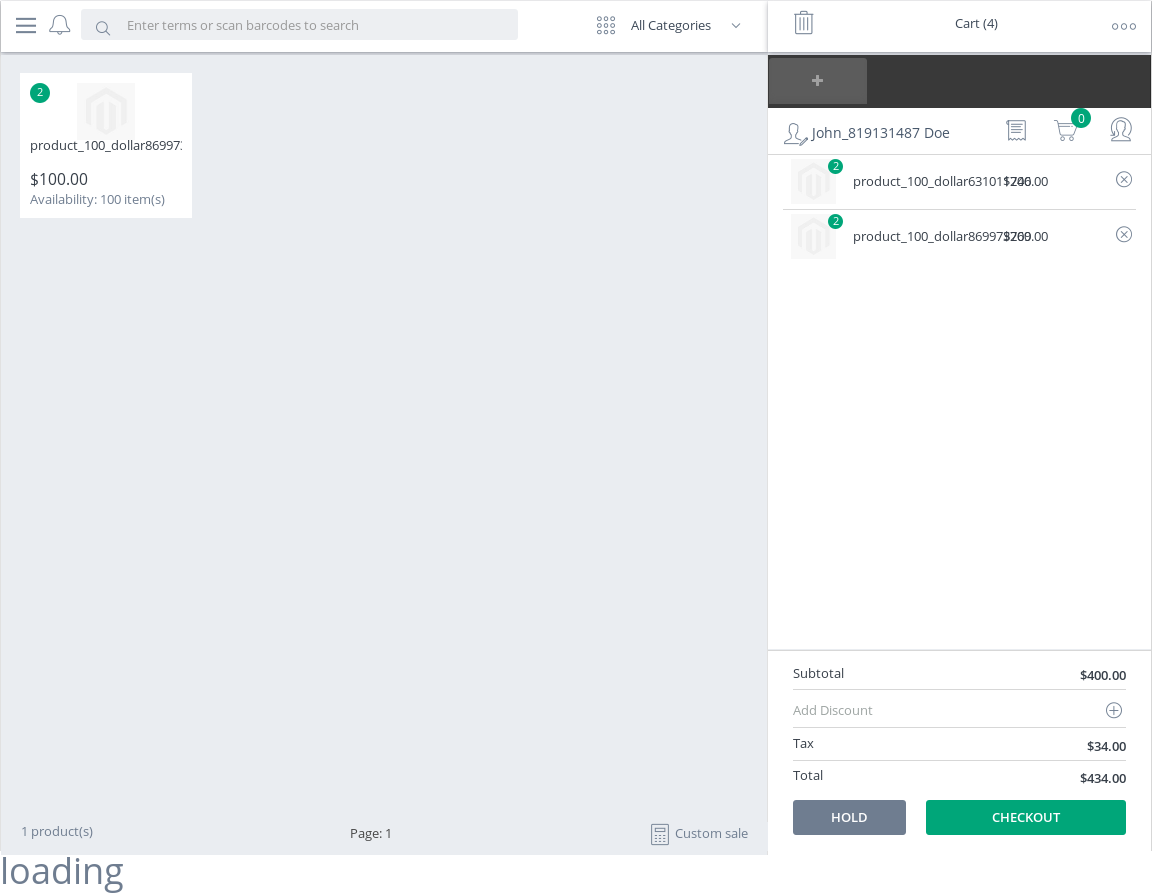 Enter terms or scan barcodes to search
All Categories
Cart (4)
2
product_100_dollar86997
$100.00
Availability: 100 item(s)
John_819131487 Doe
0
2
product_100_dollar63101
$200.00
2
product_100_dollar86997
$200.00
Subtotal
$400.00
Add Discount
Tax
$34.00
Total
$434.00
HOLD
CHECKOUT
1 product(s)
Page: 1
Custom sale
loading